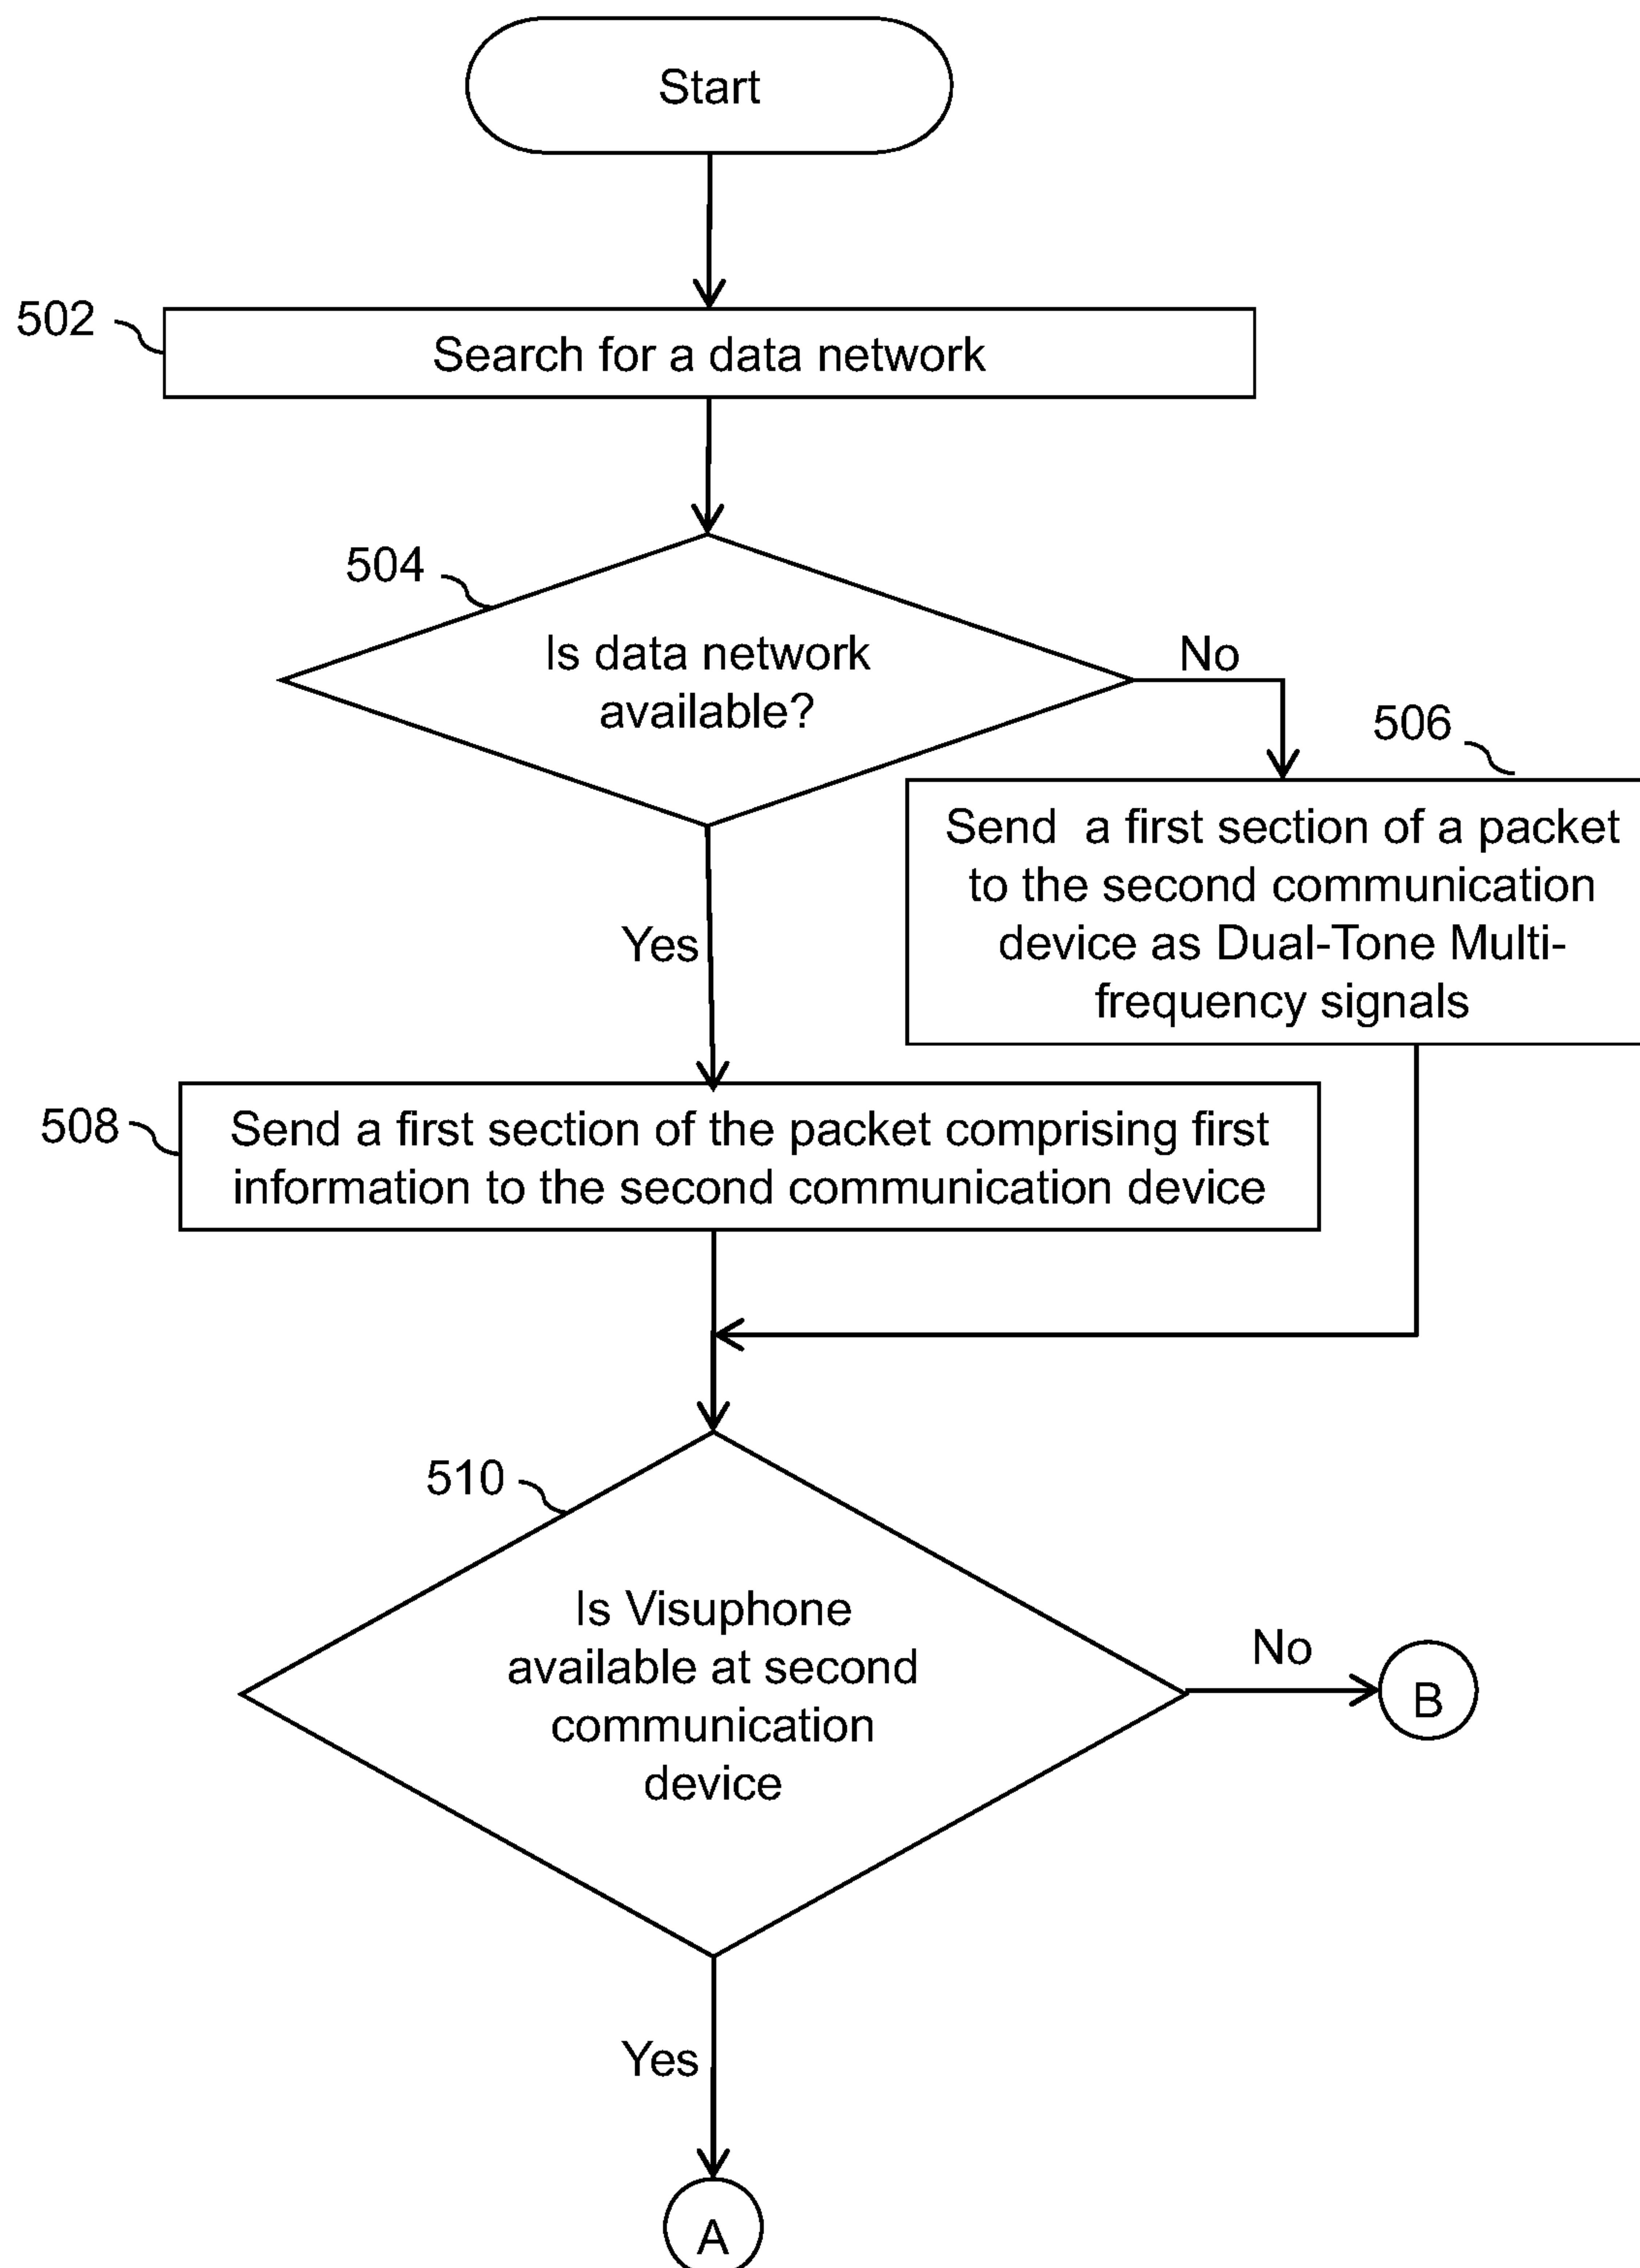 Start
502
Search for a data network
504
Is data network
available?
No
506
Send a first section of a packet
to the second communication
device as Dual-Tone Multi-
frequency signals
Yes
508
Send a first section of the packet comprising first
information to the second communication device
510
Is Visuphone
available at second
communication
device
No
B
Yes
A